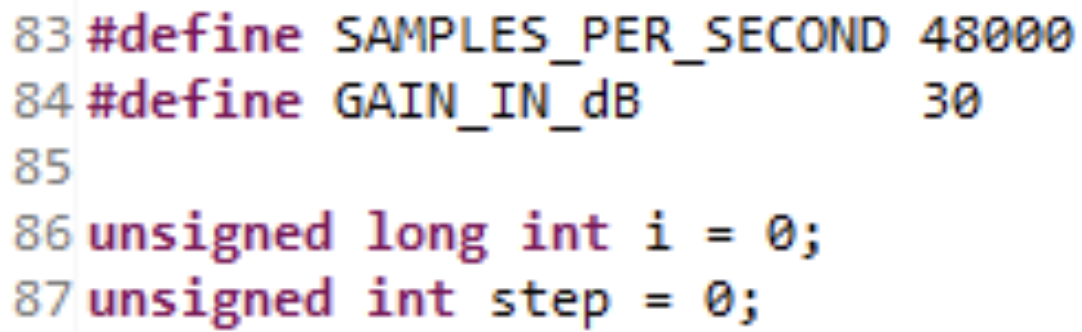 83 #define SAMPLES_PER_SECOND 48000
84 #define GAIN_IN_dB         30
85
86 unsigned long int i = 0;
87 unsigned int step = 0;